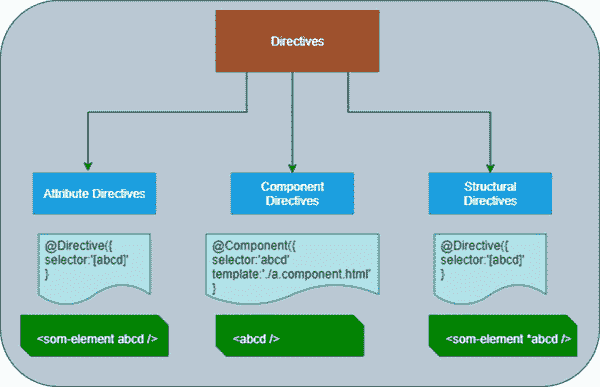 Directives
Attribute Directives
Component
Directives
Structural
Directives
@Directive({
selector:'[abcd]'
}
@Component({
selector:'abcd'
template:'./a.component.html'
}
@Directive({
selector:'[abcd]'
}
<som-element abcd />
<abcd />
<som-element *abcd />